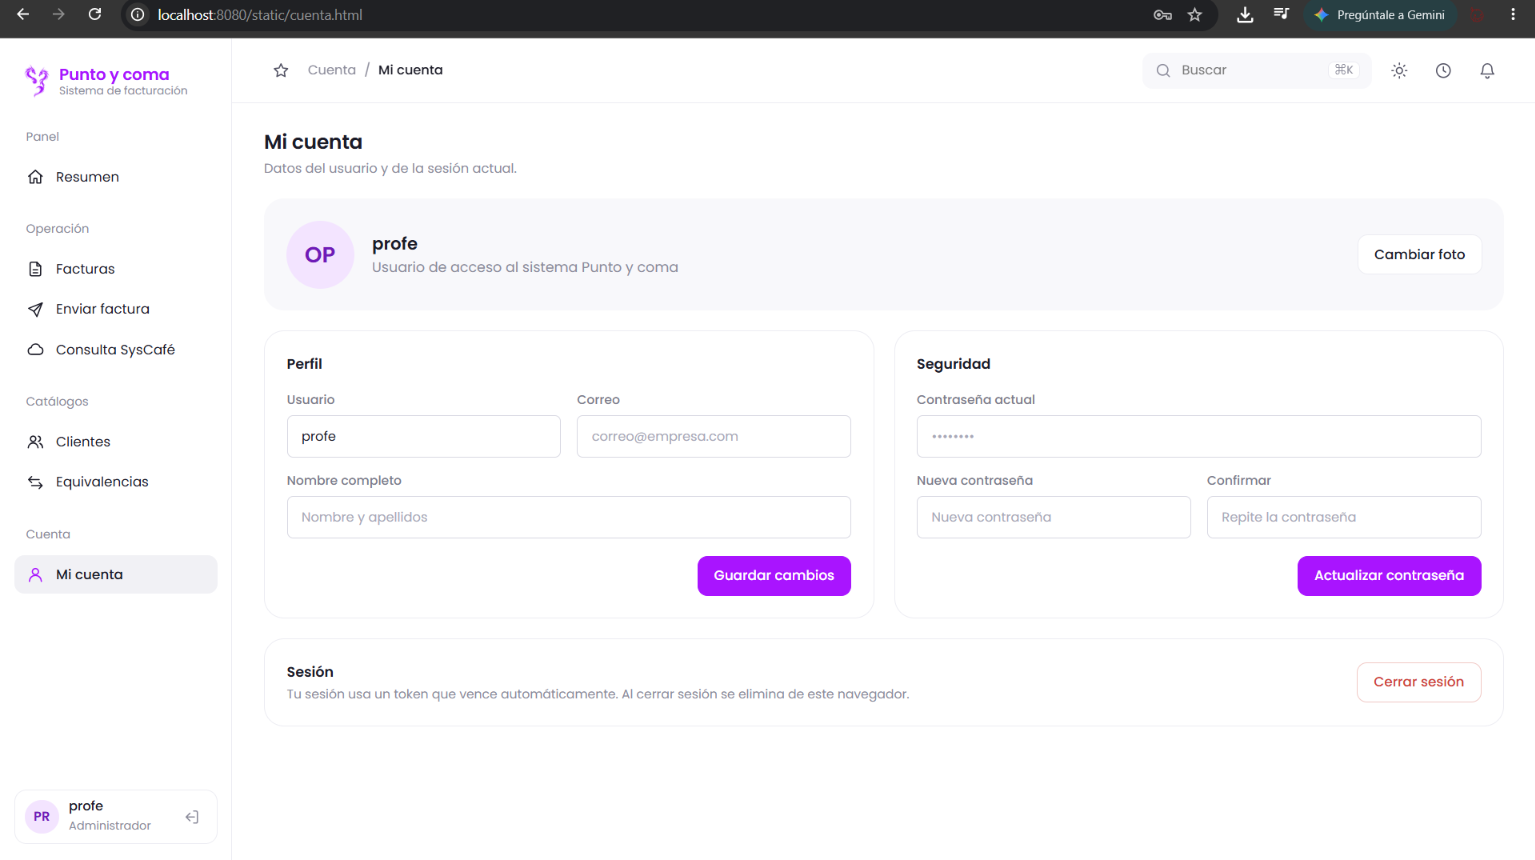 localhost:8080/static/cuenta.html
Pregúntale a Gemini
Punto y coma
Sistema de facturación
Panel
Resumen
Operación
Facturas
Enviar factura
Consulta SysCafé
Catálogos
Clientes
Equivalencias
Cuenta
Mi cuenta
PR
profe
Administrador
Cuenta / Mi cuenta
Buscar
⌘K
Mi cuenta
Datos del usuario y de la sesión actual.
OP
profe
Usuario de acceso al sistema Punto y coma
Cambiar foto
Perfil
Usuario
Correo
profe
correo@empresa.com
Nombre completo
Nombre y apellidos
Guardar cambios
Seguridad
Contraseña actual
••••••••
Nueva contraseña
Confirmar
Nueva contraseña
Repite la contraseña
Actualizar contraseña
Sesión
Tu sesión usa un token que vence automáticamente. Al cerrar sesión se elimina de este navegador.
Cerrar sesión